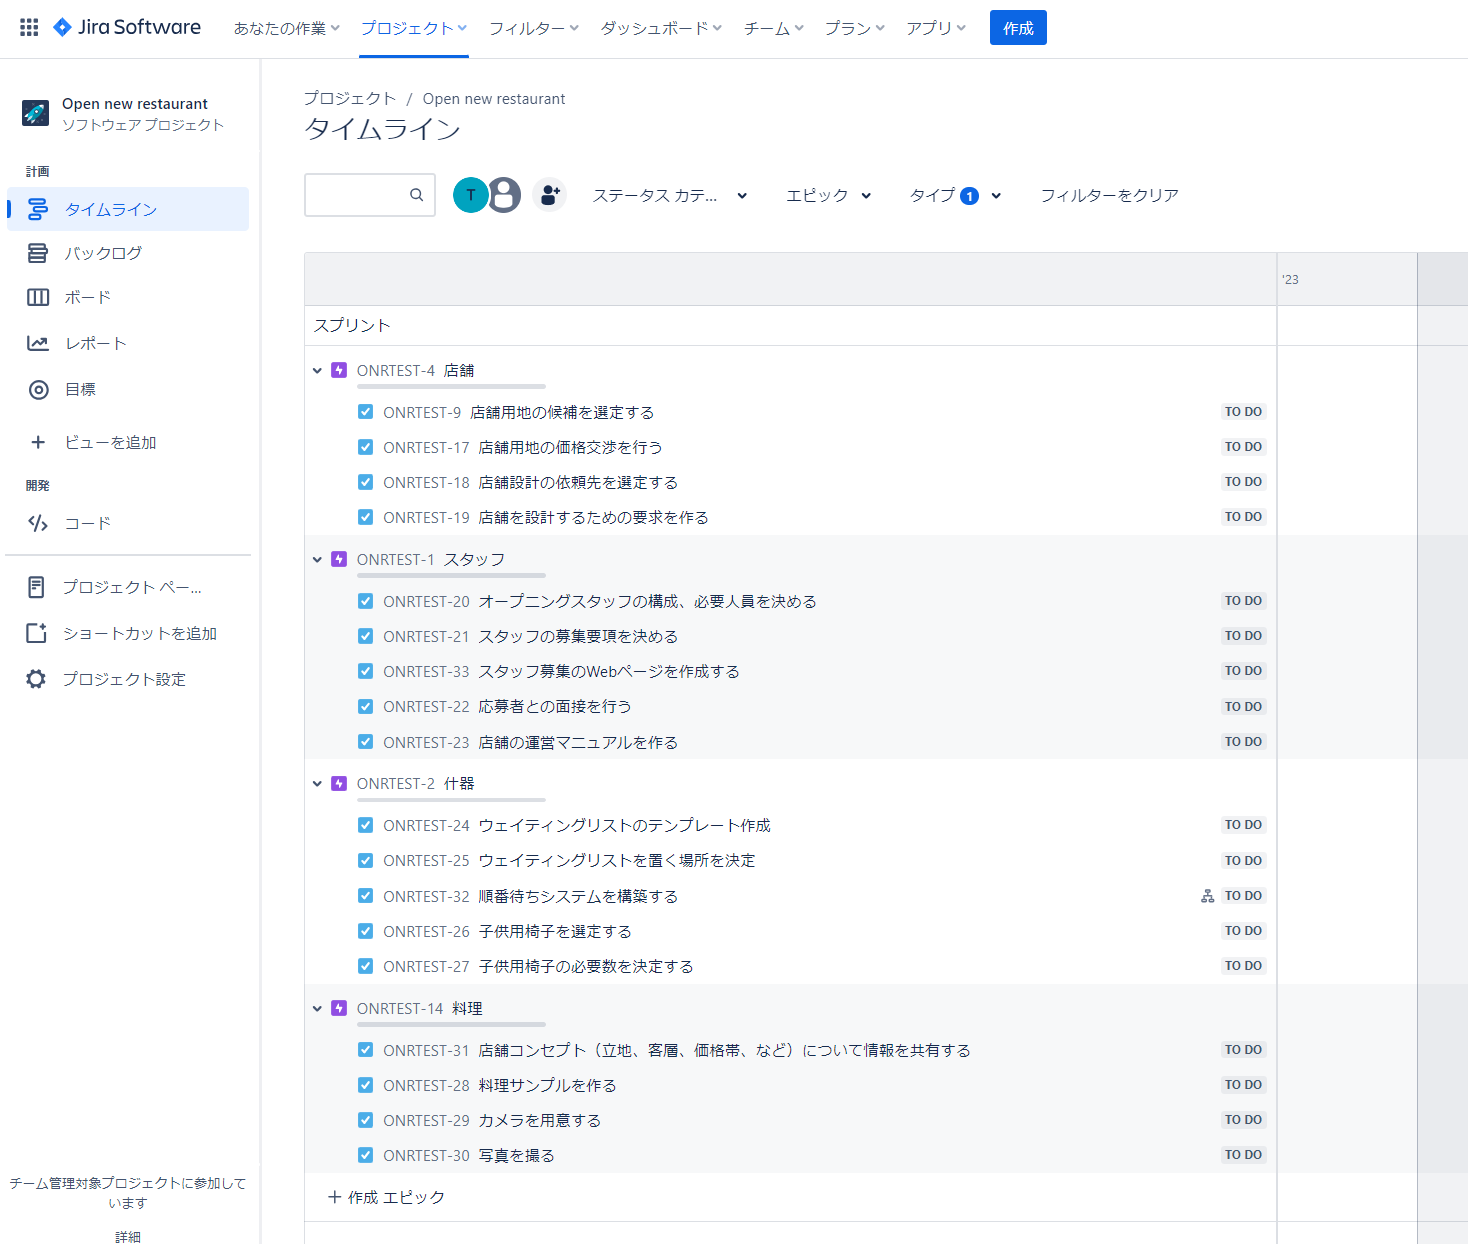 Jira Software あなたの作業 プロジェクト フィルター ダッシュボード チーム プラン アプリ 作成
Open new restaurant
ソフトウェア プロジェクト
計画
タイムライン
バックログ
ボード
レポート
目標
ビューを追加
開発
コード
プロジェクト ペー...
ショートカットを追加
プロジェクト設定
チーム管理対象プロジェクトに参加して
います
詳細
プロジェクト / Open new restaurant
タイムライン
T ステータス カテ... エピック タイプ 1 フィルターをクリア
'23
スプリント
ONRTEST-4 店舗
ONRTEST-9 店舗用地の候補を選定する TO DO
ONRTEST-17 店舗用地の価格交渉を行う TO DO
ONRTEST-18 店舗設計の依頼先を選定する TO DO
ONRTEST-19 店舗を設計するための要求を作る TO DO
ONRTEST-1 スタッフ
ONRTEST-20 オープニングスタッフの構成、必要人員を決める TO DO
ONRTEST-21 スタッフの募集要項を決める TO DO
ONRTEST-33 スタッフ募集のWebページを作成する TO DO
ONRTEST-22 応募者との面接を行う TO DO
ONRTEST-23 店舗の運営マニュアルを作る TO DO
ONRTEST-2 什器
ONRTEST-24 ウェイティングリストのテンプレート作成 TO DO
ONRTEST-25 ウェイティングリストを置く場所を決定 TO DO
ONRTEST-32 順番待ちシステムを構築する TO DO
ONRTEST-26 子供用椅子を選定する TO DO
ONRTEST-27 子供用椅子の必要数を決定する TO DO
ONRTEST-14 料理
ONRTEST-31 店舗コンセプト（立地、客層、価格帯、など）について情報を共有する TO DO
ONRTEST-28 料理サンプルを作る TO DO
ONRTEST-29 カメラを用意する TO DO
ONRTEST-30 写真を撮る TO DO
+ 作成 エピック